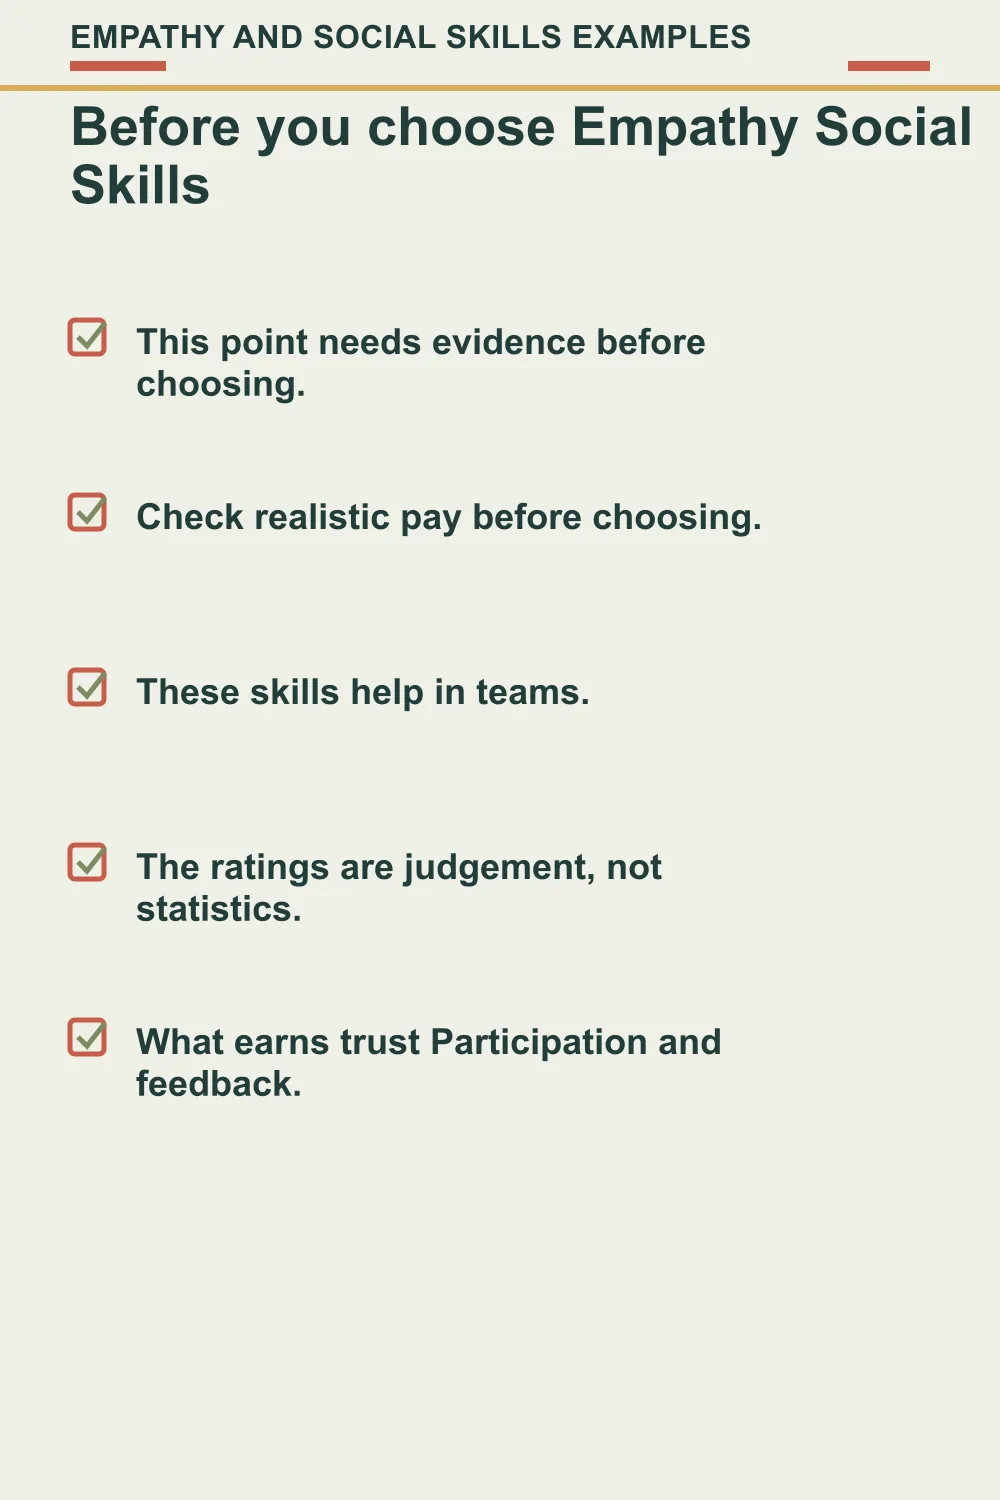 EMPATHY AND SOCIAL SKILLS EXAMPLES
Before you choose Empathy Social
Skills
This point needs evidence before
choosing.
Check realistic pay before choosing.
These skills help in teams.
The ratings are judgement, not
statistics.
What earns trust Participation and
feedback.